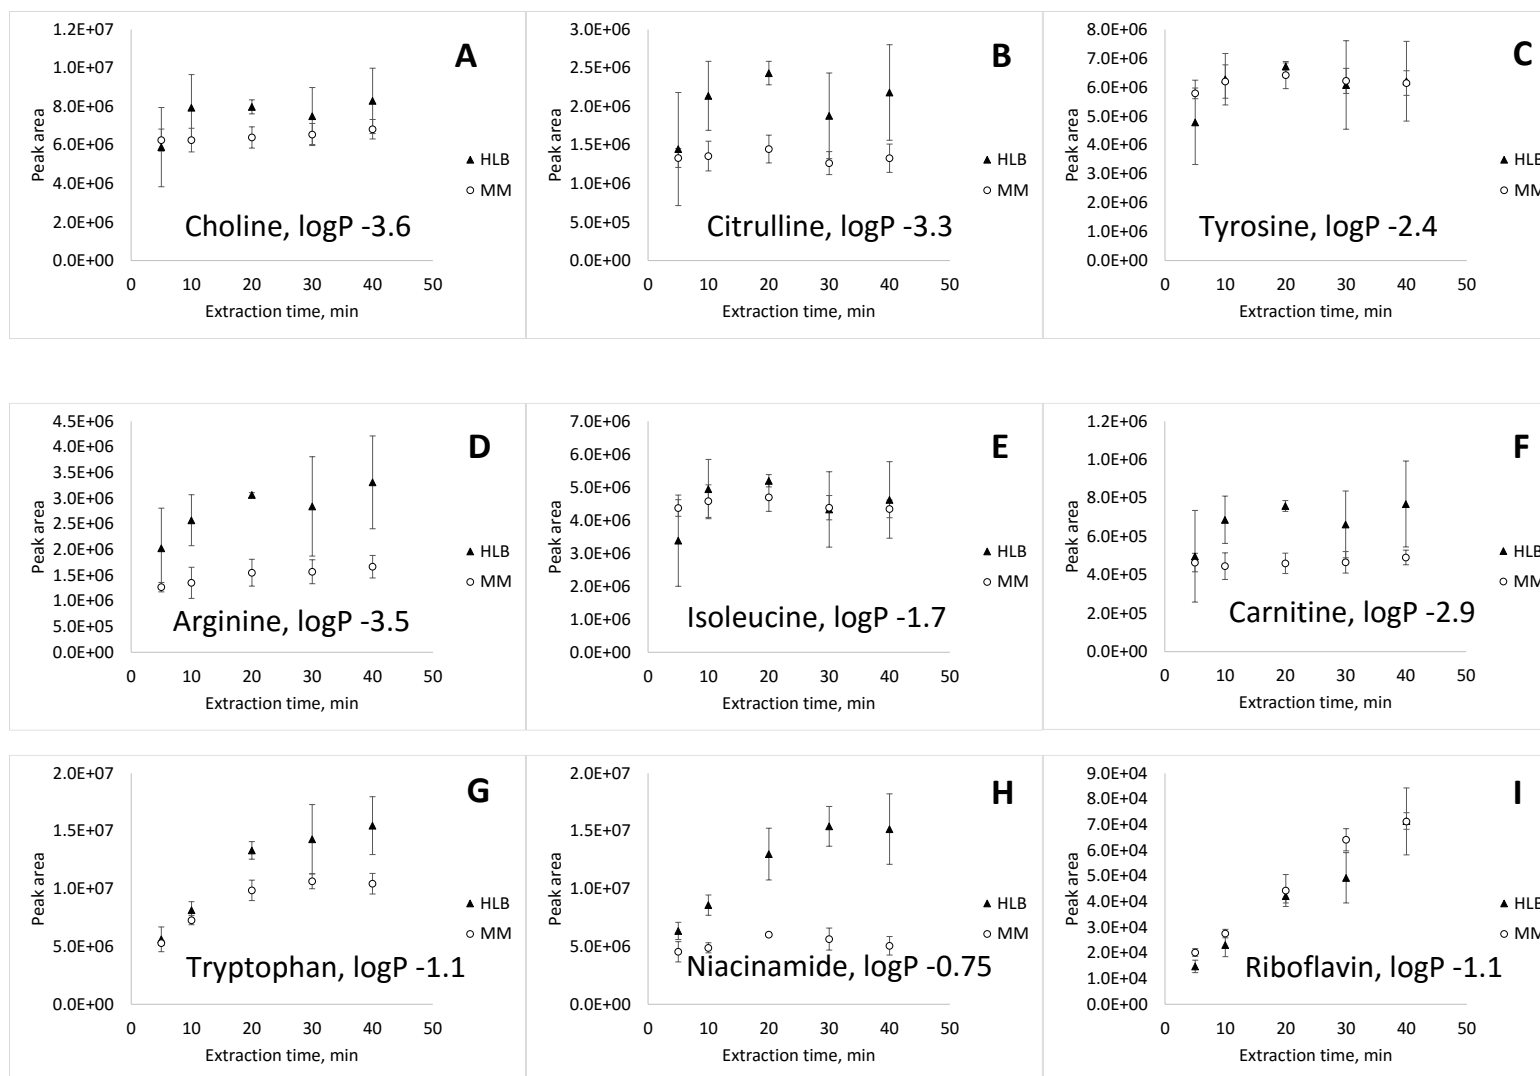 A
1.2E+07
1.0E+07
8.0E+06
6.0E+06
4.0E+06
2.0E+06
0.0E+00
Peak area
HLB
MM
Choline, logP -3.6
0 10 20 30 40 50
Extraction time, min
B
3.0E+06
2.5E+06
2.0E+06
1.5E+06
1.0E+06
5.0E+05
0.0E+00
Peak area
HLB
MM
Citrulline, logP -3.3
0 10 20 30 40 50
Extraction time, min
C
8.0E+06
7.0E+06
6.0E+06
5.0E+06
4.0E+06
3.0E+06
2.0E+06
1.0E+06
0.0E+00
Peak area
HLB
MM
Tyrosine, logP -2.4
0 10 20 30 40 50
Extraction time, min
D
4.5E+06
4.0E+06
3.5E+06
3.0E+06
2.5E+06
2.0E+06
1.5E+06
1.0E+06
5.0E+05
0.0E+00
Peak area
HLB
MM
Arginine, logP -3.5
0 10 20 30 40 50
Extraction time, min
E
7.0E+06
6.0E+06
5.0E+06
4.0E+06
3.0E+06
2.0E+06
1.0E+06
0.0E+00
Peak area
HLB
MM
Isoleucine, logP -1.7
0 10 20 30 40 50
Extraction time, min
F
1.2E+06
1.0E+06
8.0E+05
6.0E+05
4.0E+05
2.0E+05
0.0E+00
Peak area
HLB
MM
Carnitine, logP -2.9
0 10 20 30 40 50
Extraction time, min
G
2.0E+07
1.5E+07
1.0E+07
5.0E+06
0.0E+00
Peak area
HLB
MM
Tryptophan, logP -1.1
0 10 20 30 40 50
Extraction time, min
H
2.0E+07
1.5E+07
1.0E+07
5.0E+06
0.0E+00
Peak area
HLB
MM
Niacinamide, logP -0.75
0 10 20 30 40 50
Extraction time, min
I
9.0E+04
8.0E+04
7.0E+04
6.0E+04
5.0E+04
4.0E+04
3.0E+04
2.0E+04
1.0E+04
0.0E+00
Peak area
HLB
MM
Riboflavin, logP -1.1
0 10 20 30 40 50
Extraction time, min